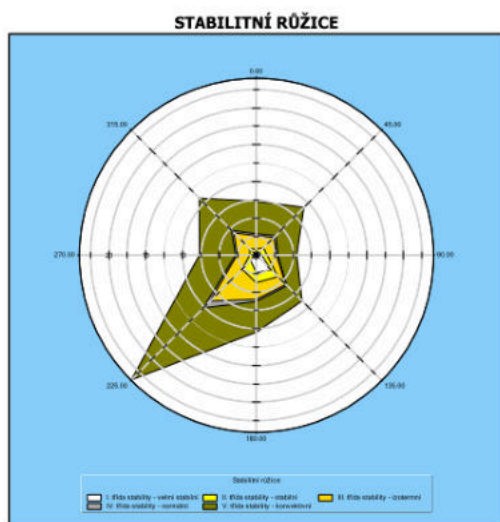 STABILITNÍ RŮŽICE
0.00
315.00 45.00
270.00 90.00
225.00 135.00
180.00
Stabilitní růžice
I. třída stability - velmi stabilní II. třída stability - stabilní III. třída stability - izotermní
IV. třída stability - normální V. třída stability - konvektivní